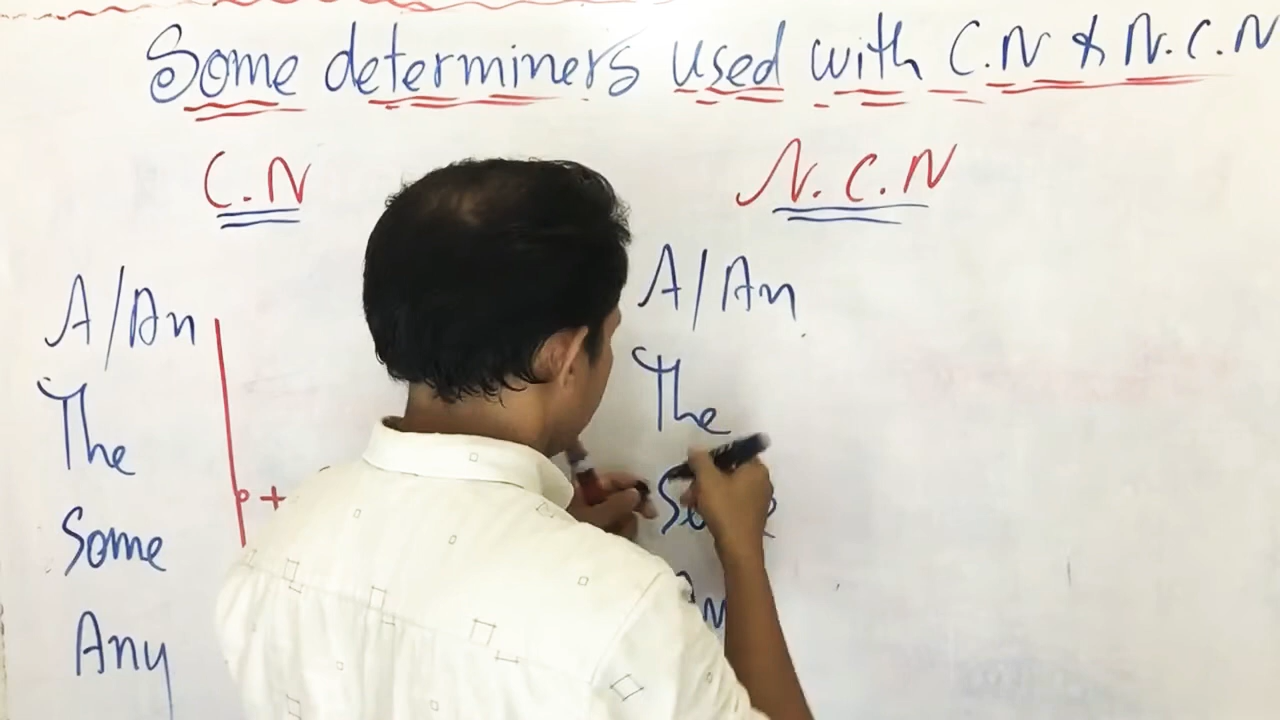 Some determiners used with C.N & N.C.N
C.N
N.C.N
A/An
The
Some
Any
+
A/An
The